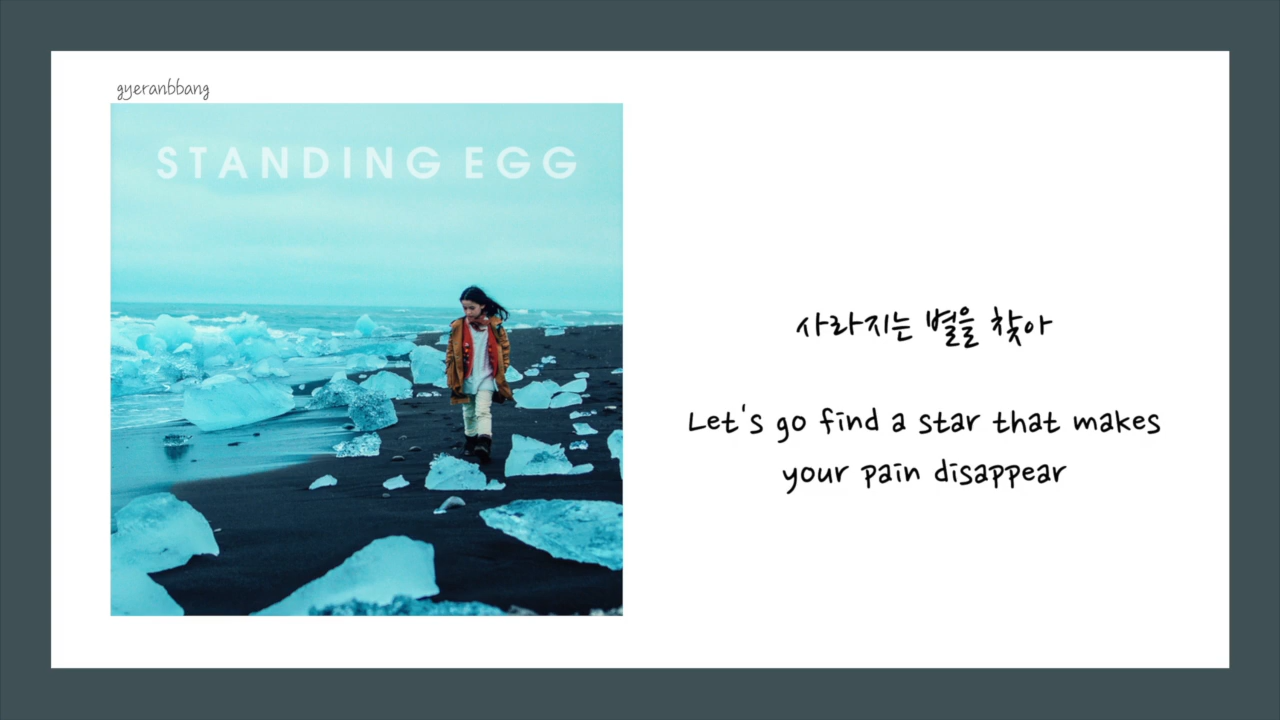 gyeranbbang
STANDING EGG
사라지는 별을 찾아
Let's go find a star that makes
your pain disappear